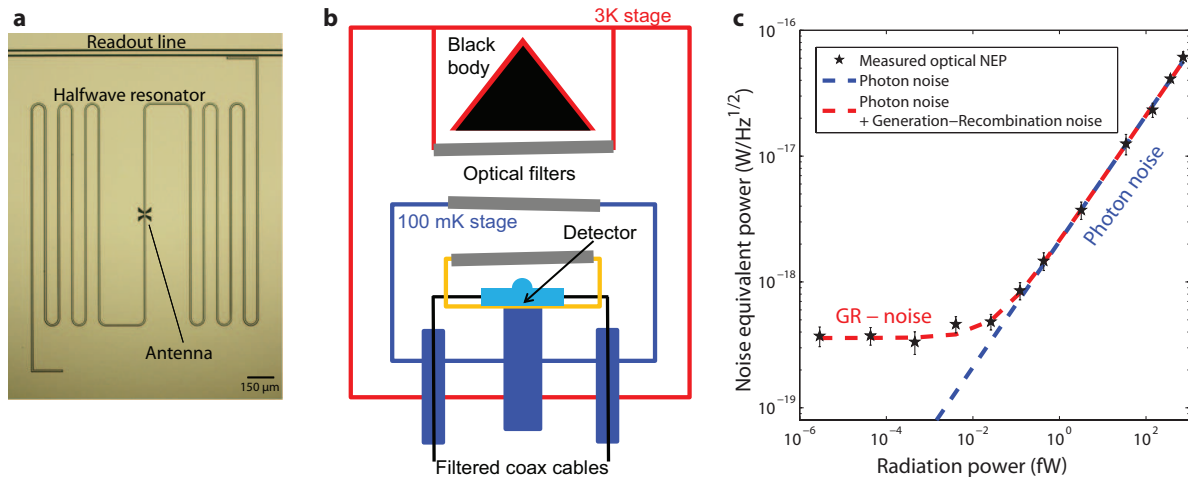 a
Readout line
Halfwave resonator
Antenna
150 μm
b
3K stage
Black
body
Optical filters
100 mK stage
Detector
Filtered coax cables
c
Noise equivalent power (W/Hz^1/2)
10^−16
10^−17
10^−18
10^−19
Measured optical NEP
Photon noise
Photon noise
+ Generation−Recombination noise
Photon noise
GR − noise
10^−6
10^−4
10^−2
10^0
10^2
Radiation power (fW)